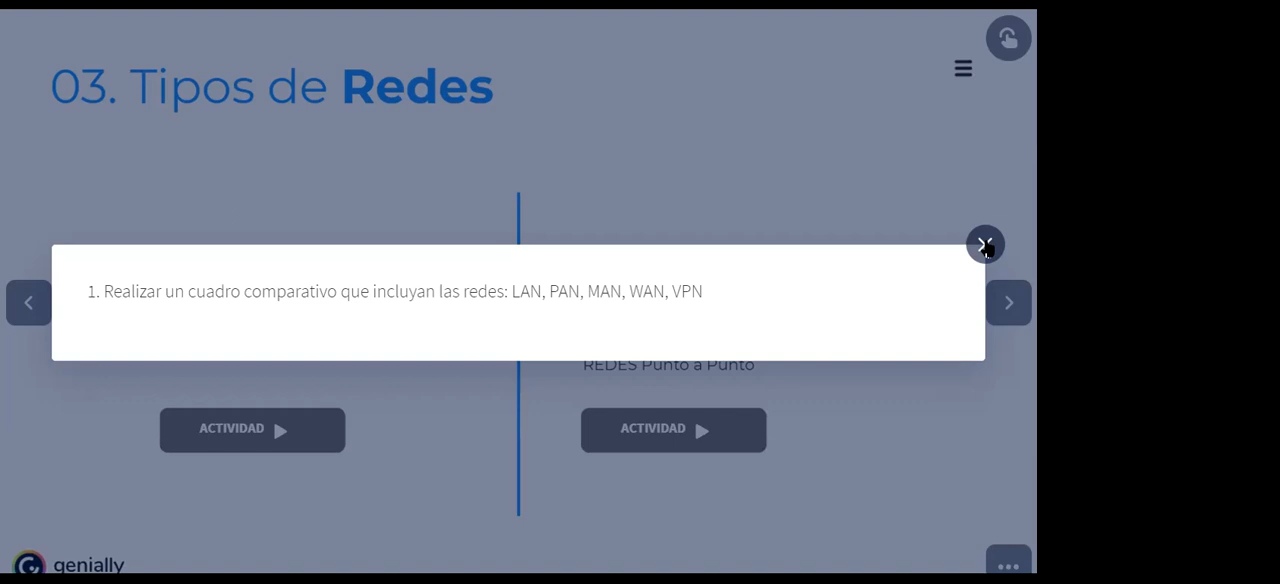 03. Tipos de Redes
1. Realizar un cuadro comparativo que incluyan las redes: LAN, PAN, MAN, WAN, VPN
REDES Punto a Punto
ACTIVIDAD
ACTIVIDAD
genially